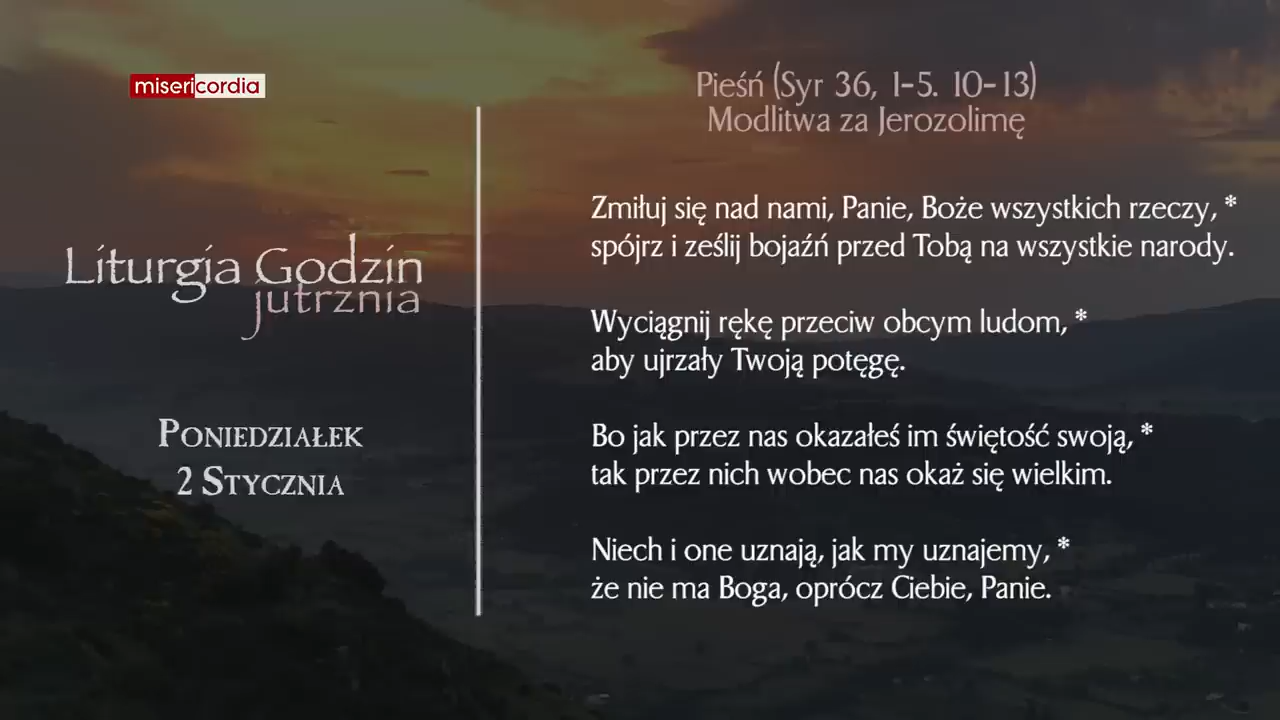 misericordia
Liturgia Godzin
jutrznia
Poniedziałek
2 Stycznia
Pieśń (Syr 36, 1-5. 10-13)
Modlitwa za Jerozolimę
Zmiłuj się nad nami, Panie, Boże wszystkich rzeczy, *
spójrz i ześlij bojaźń przed Tobą na wszystkie narody.
Wyciągnij rękę przeciw obcym ludom, *
aby ujrzały Twoją potęgę.
Bo jak przez nas okazałeś im świętość swoją, *
tak przez nich wobec nas okaż się wielkim.
Niech i one uznają, jak my uznajemy, *
że nie ma Boga, oprócz Ciebie, Panie.